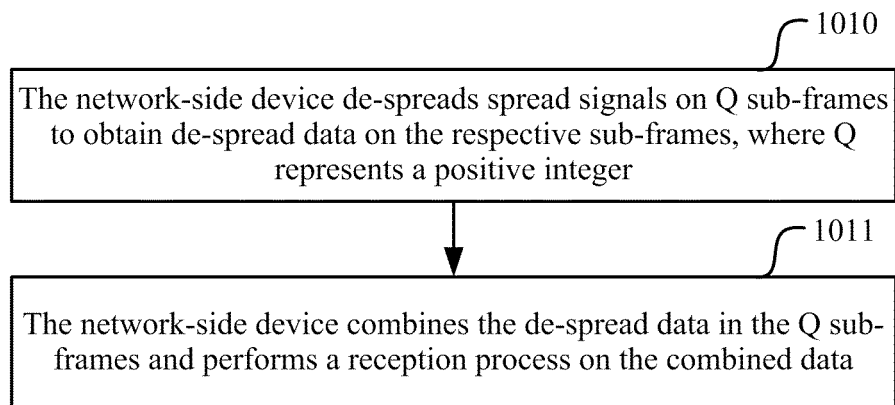 1010
The network-side device de-spreads spread signals on Q sub-frames
to obtain de-spread data on the respective sub-frames, where Q
represents a positive integer
1011
The network-side device combines the de-spread data in the Q sub-
frames and performs a reception process on the combined data